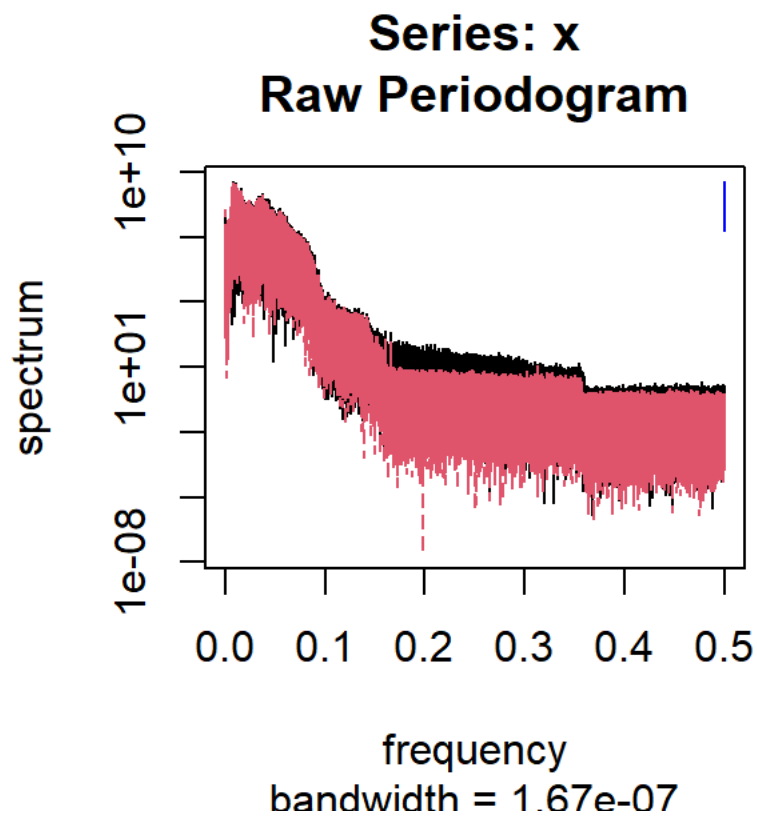 Series: x
Raw Periodogram
spectrum
1e-08 1e+01 1e+10
0.0 0.1 0.2 0.3 0.4 0.5
frequency
bandwidth = 1.67e-07